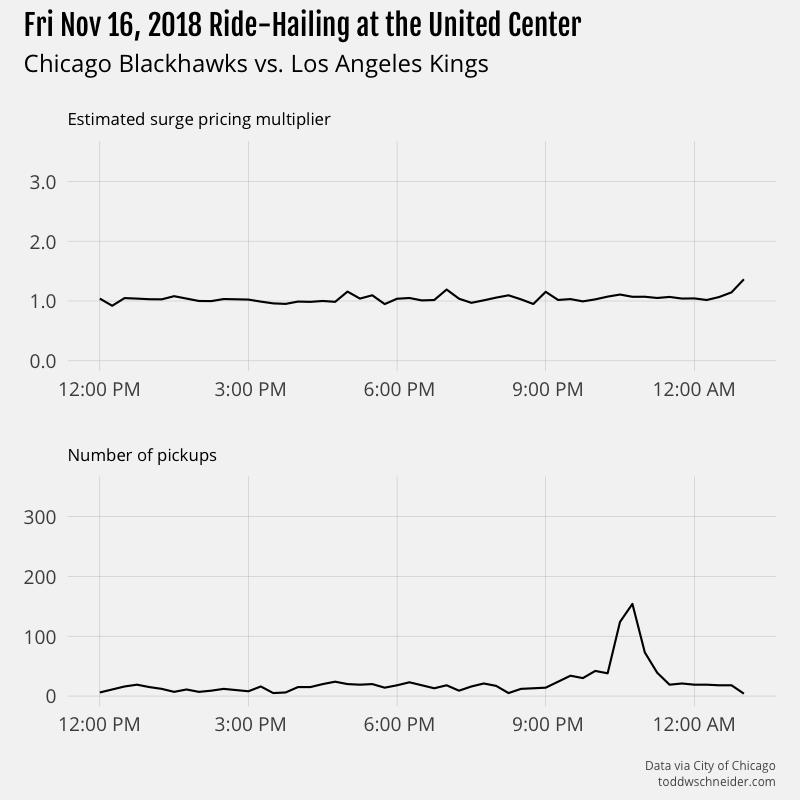 Fri Nov 16, 2018 Ride-Hailing at the United Center
Chicago Blackhawks vs. Los Angeles Kings
Estimated surge pricing multiplier
3.0
2.0
1.0
0.0
12:00 PM 3:00 PM 6:00 PM 9:00 PM 12:00 AM
Number of pickups
300
200
100
0
12:00 PM 3:00 PM 6:00 PM 9:00 PM 12:00 AM
Data via City of Chicago
toddwschneider.com